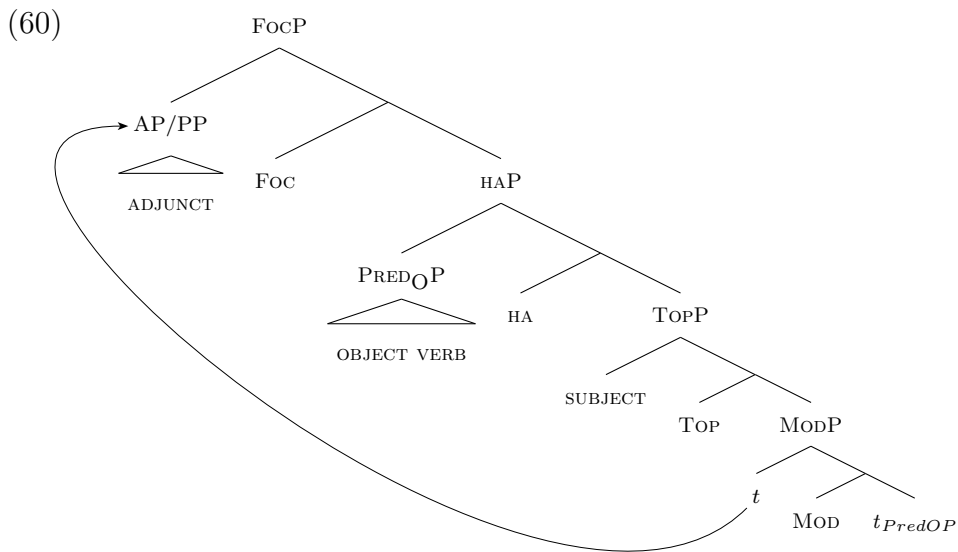 (60)
FOCP
AP/PP
ADJUNCT
FOC
HAP
PREDOP
OBJECT VERB
HA
TOPP
SUBJECT
TOP
MODP
t
MOD
tPredOP